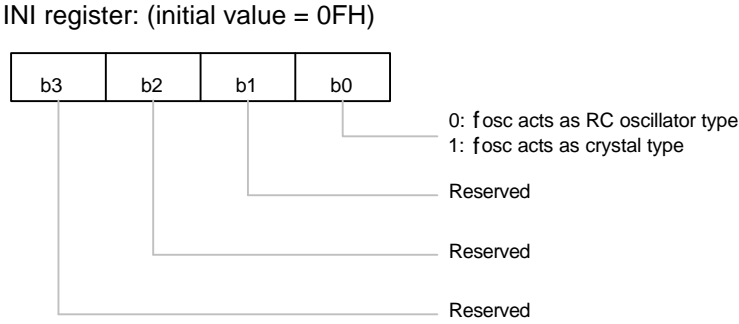 INI register: (initial value = 0FH)
b3 b2 b1 b0
0: fosc acts as RC oscillator type
1: fosc acts as crystal type
Reserved
Reserved
Reserved